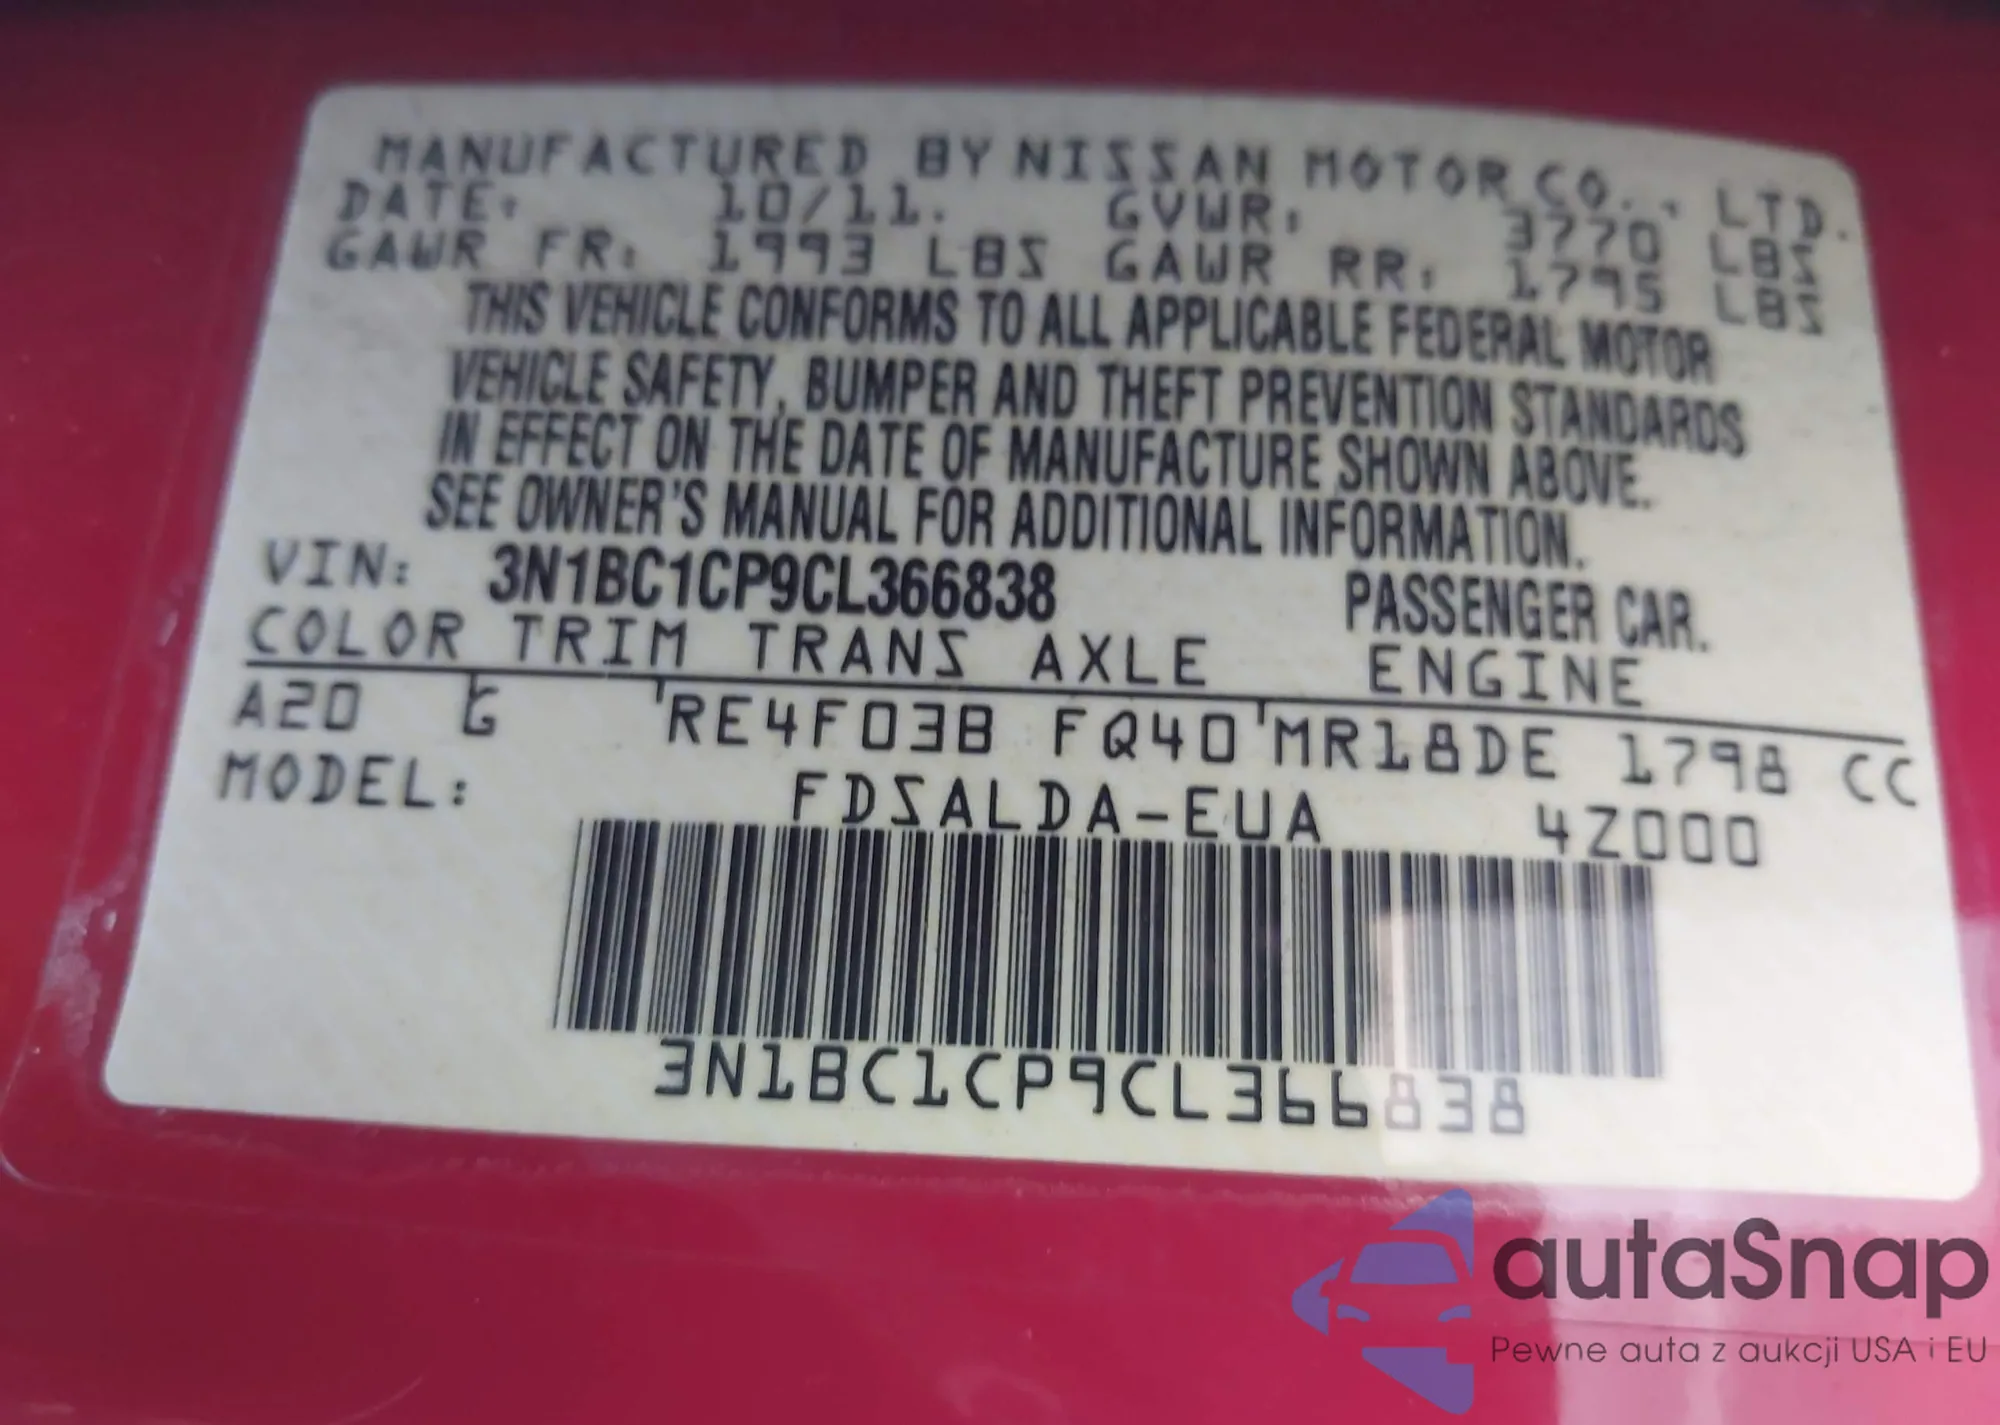 MANUFACTURED BY NISSAN MOTOR CO., LTD.
DATE: 10/11. GVWR: 3770 LBS
GAWR FR: 1993 LBS GAWR RR: 1795 LBS
THIS VEHICLE CONFORMS TO ALL APPLICABLE FEDERAL MOTOR
VEHICLE SAFETY, BUMPER AND THEFT PREVENTION STANDARDS
IN EFFECT ON THE DATE OF MANUFACTURE SHOWN ABOVE.
SEE OWNER'S MANUAL FOR ADDITIONAL INFORMATION.
VIN: 3N1BC1CP9CL366838 PASSENGER CAR.
COLOR TRIM TRANS AXLE ENGINE
A20 G RE4F03B FQ40 MR18DE 1798 CC
MODEL: FDSALDA-EUA 4Z000
3N1BC1CP9CL366838
autaSnap
Pewne auta z aukcji USA i EU